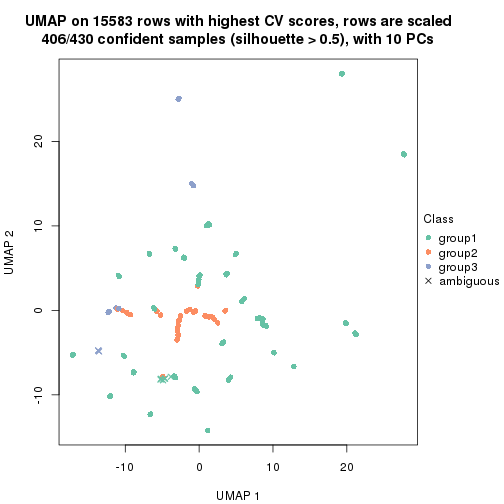 UMAP on 15583 rows with highest CV scores, rows are scaled
406/430 confident samples (silhouette > 0.5), with 10 PCs
UMAP 2
20
10
0
-10
-10
0
10
20
UMAP 1
Class
group1
group2
group3
ambiguous